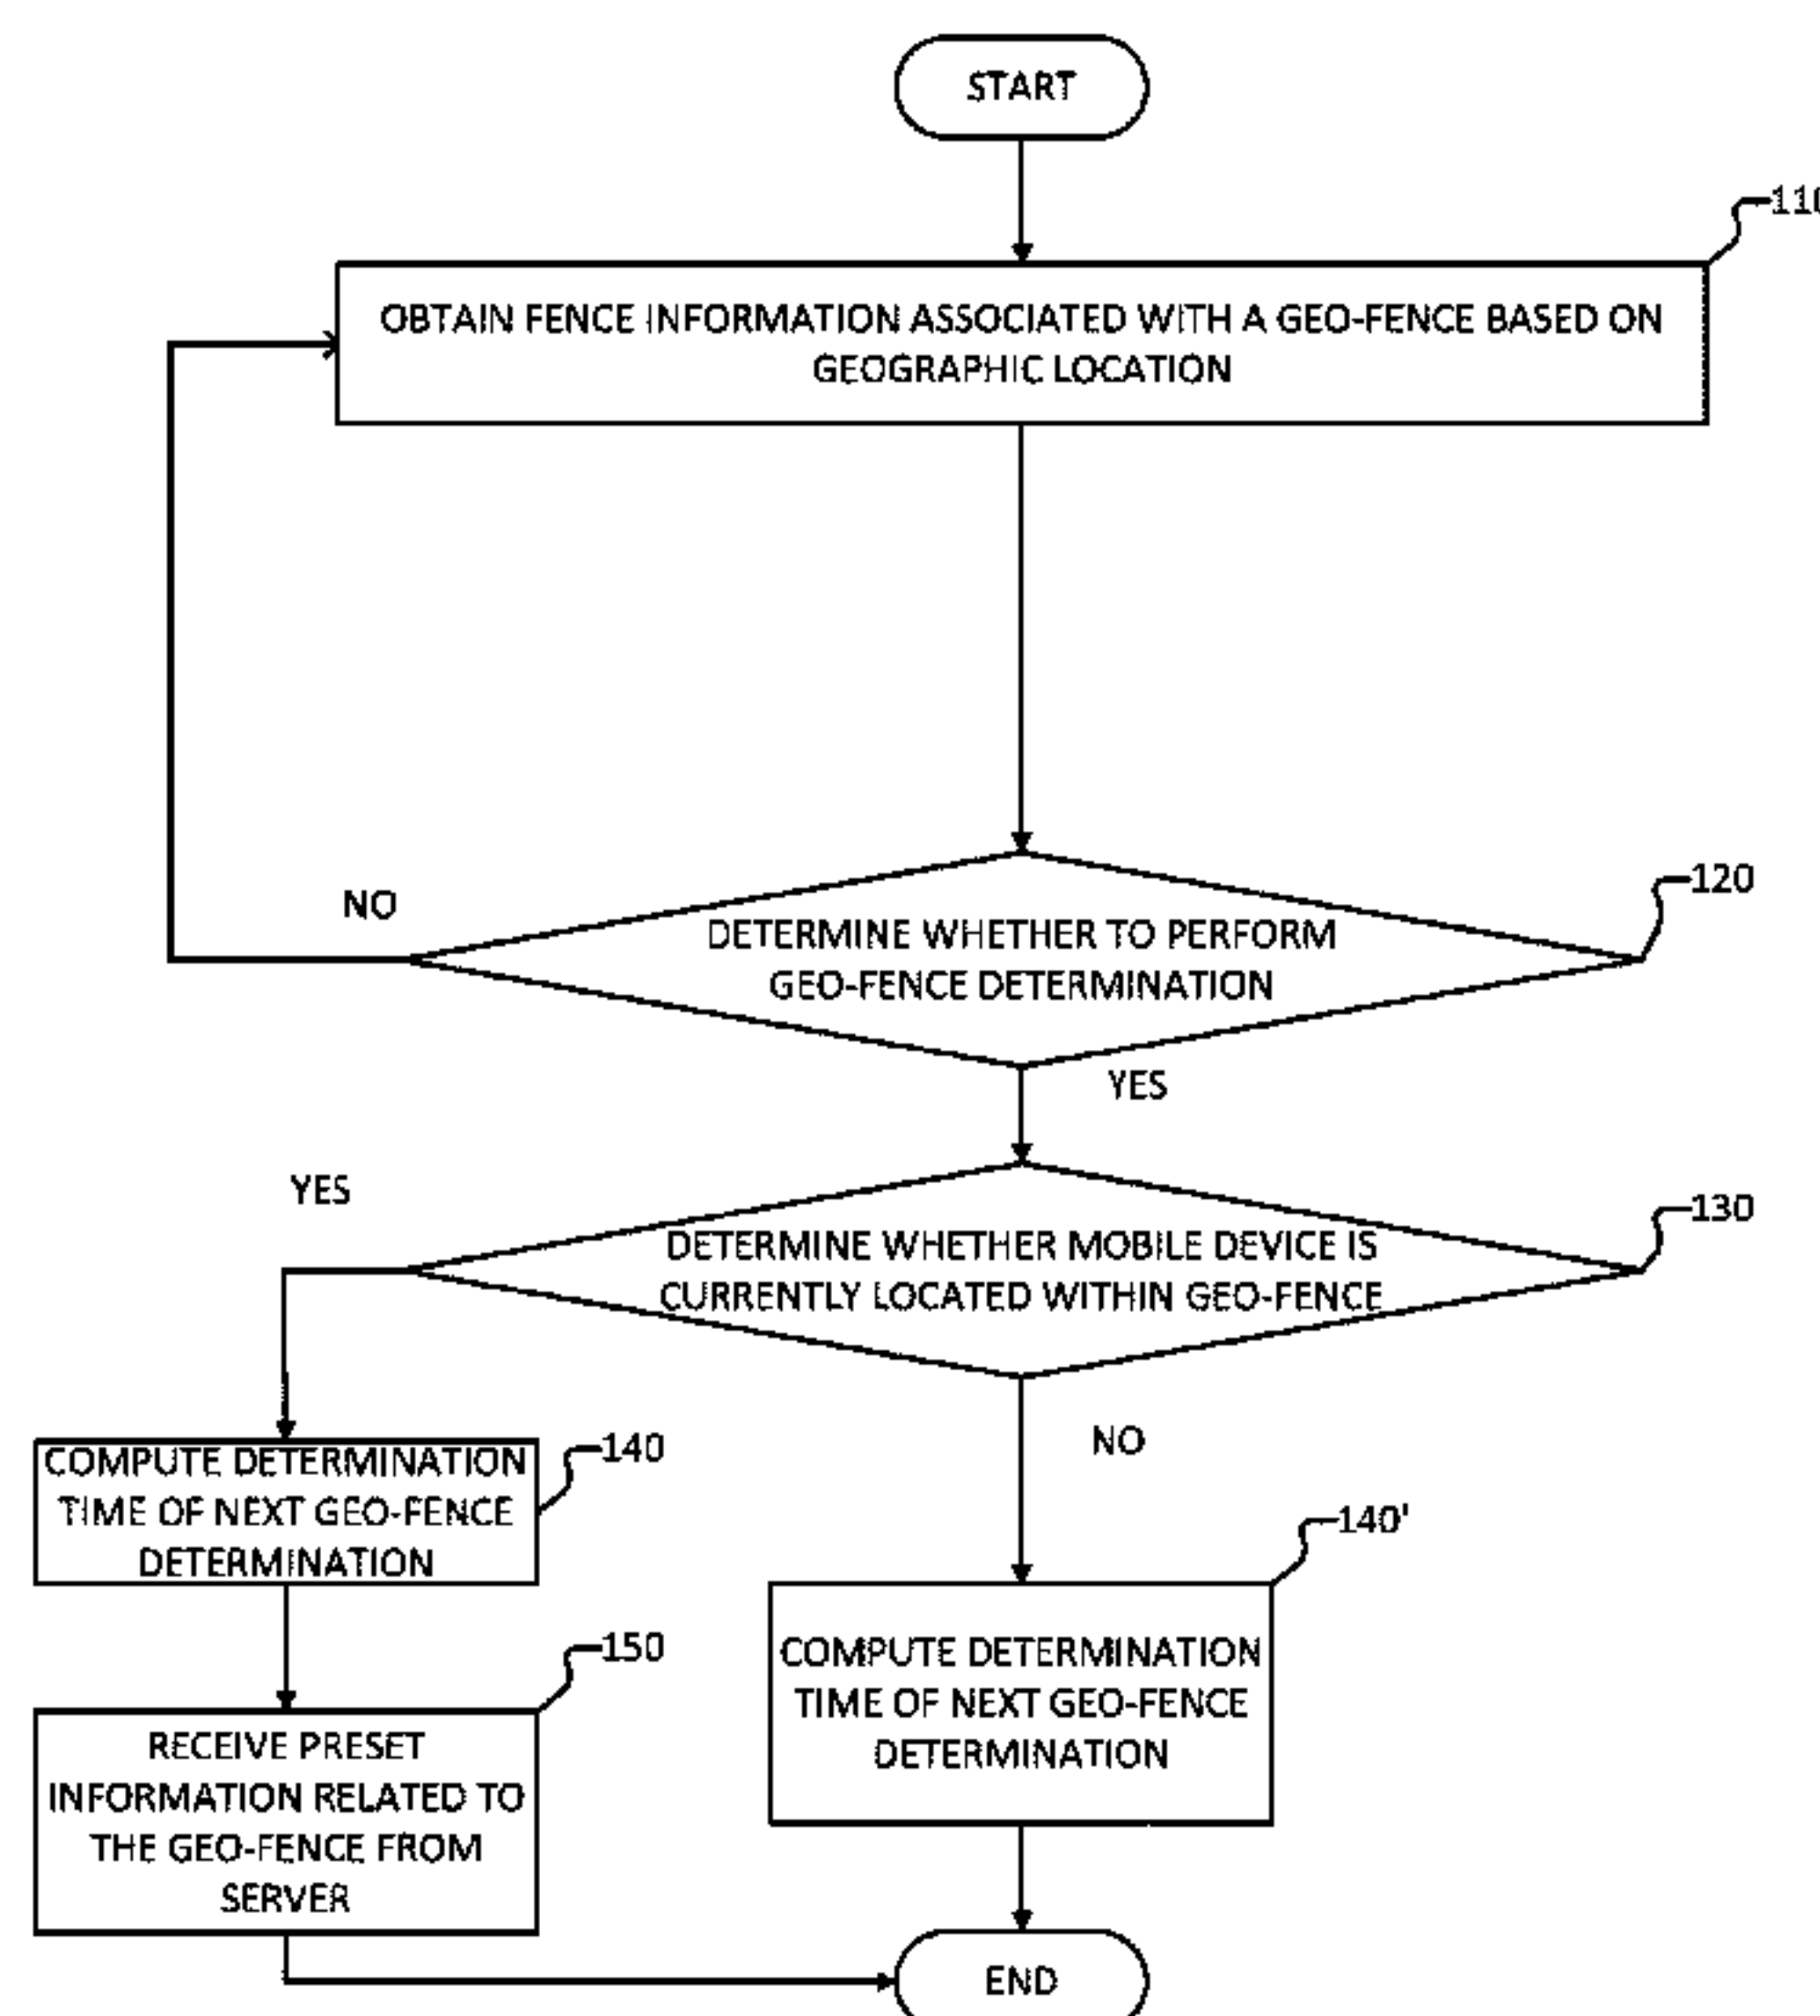 START
110
OBTAIN FENCE INFORMATION ASSOCIATED WITH A GEO-FENCE BASED ON
GEOGRAPHIC LOCATION
120
NO
DETERMINE WHETHER TO PERFORM
GEO-FENCE DETERMINATION
YES
YES
130
DETERMINE WHETHER MOBILE DEVICE IS
CURRENTLY LOCATED WITHIN GEO-FENCE
NO
140
COMPUTE DETERMINATION
TIME OF NEXT GEO-FENCE
DETERMINATION
140'
COMPUTE DETERMINATION
TIME OF NEXT GEO-FENCE
DETERMINATION
150
RECEIVE PRESET
INFORMATION RELATED TO
THE GEO-FENCE FROM
SERVER
END